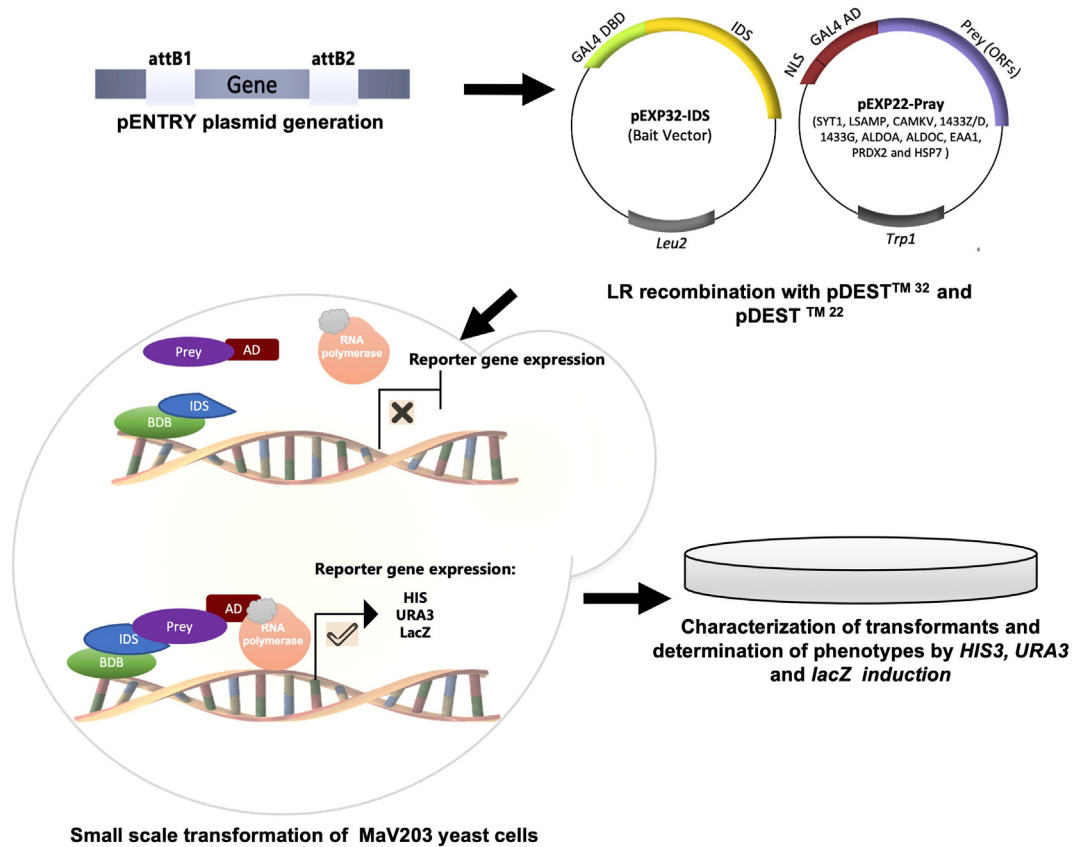 attB1
attB2
Gene
pENTRY plasmid generation
GAL4 DBD
IDS
pEXP32-IDS
(Bait Vector)
Leu2
NLS
GAL4 AD
Prey (ORFs)
pEXP22-Pray
(SYT1, LSAMP, CAMKV, 1433Z/D,
1433G, ALDOA, ALDOC, EAA1,
PRDX2 and HSP7 )
Trp1
LR recombination with pDEST™ 32 and
pDEST ™ 22
Prey
AD
RNA
polymerase
Reporter gene expression
IDS
BDB
Reporter gene expression:
HIS
URA3
LacZ
AD
Prey
RNA
polymerase
IDS
BDB
Characterization of transformants and
determination of phenotypes by HIS3, URA3
and lacZ induction
Small scale transformation of MaV203 yeast cells